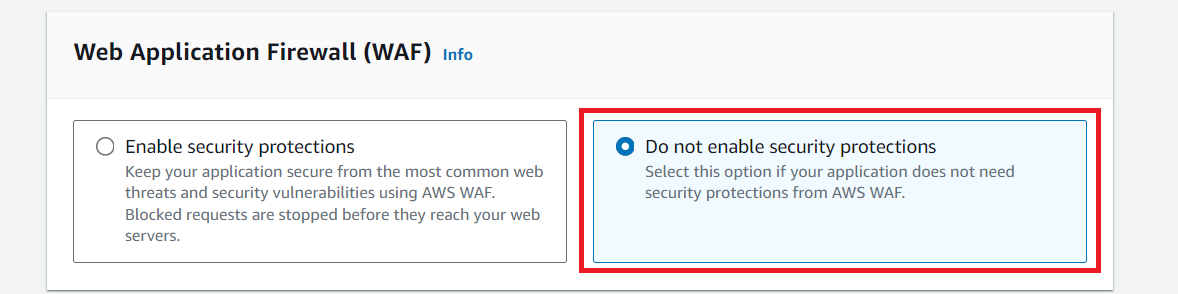 Web Application Firewall (WAF) Info
Enable security protections
Keep your application secure from the most common web
threats and security vulnerabilities using AWS WAF.
Blocked requests are stopped before they reach your web
servers.
Do not enable security protections
Select this option if your application does not need
security protections from AWS WAF.